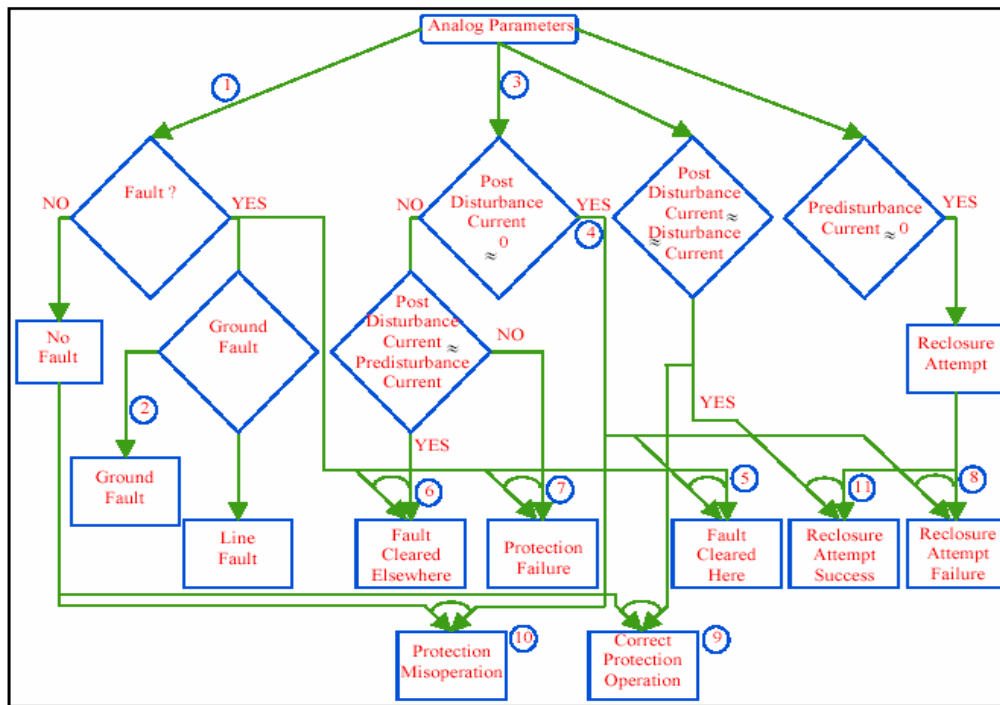 Analog Parameters
1
3
Fault ?
NO
YES
Post
Disturbance
Current
≈ 0
NO
YES
4
Post
Disturbance
Current ≈
≈
Disturbance
Current
Predisturbance
Current ≈ 0
YES
No
Fault
Ground
Fault
Post
Disturbance
Current ≈
Predisturbance
Current
NO
YES
Reclosure
Attempt
YES
2
Ground
Fault
Line
Fault
6
Fault
Cleared
Elsewhere
7
Protection
Failure
5
Fault
Cleared
Here
11
Reclosure
Attempt
Success
8
Reclosure
Attempt
Failure
10
Protection
Misoperation
9
Correct
Protection
Operation